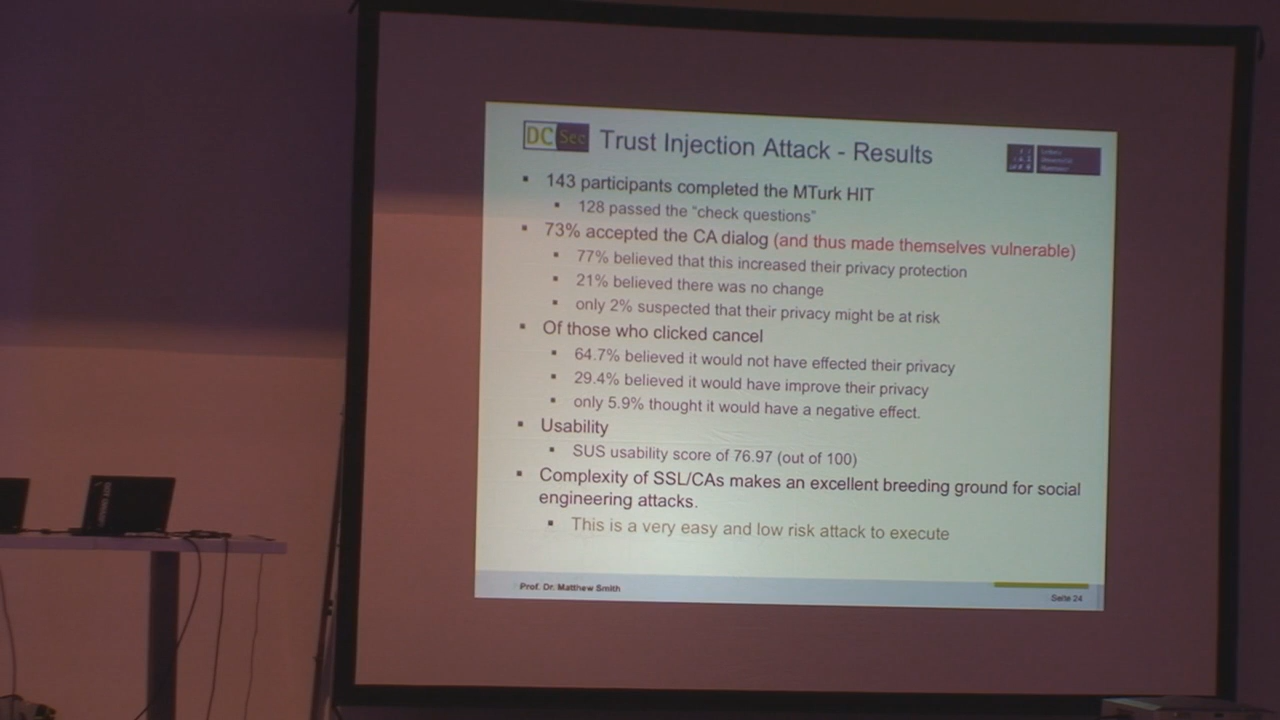 DC Sec
Trust Injection Attack - Results
143 participants completed the MTurk HIT
128 passed the "check questions"
73% accepted the CA dialog (and thus made themselves vulnerable)
77% believed that this increased their privacy protection
21% believed there was no change
only 2% suspected that their privacy might be at risk
Of those who clicked cancel
64.7% believed it would not have effected their privacy
29.4% believed it would have improve their privacy
only 5.9% thought it would have a negative effect.
Usability
SUS usability score of 76.97 (out of 100)
Complexity of SSL/CAs makes an excellent breeding ground for social
engineering attacks.
This is a very easy and low risk attack to execute
Prof. Dr. Matthew Smith
Seite 24